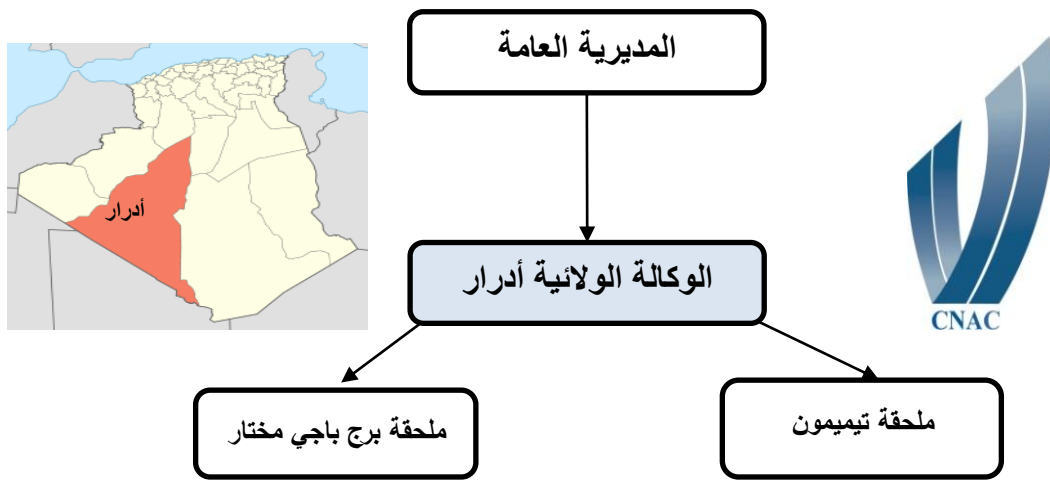 المديرية العامة
أدرار
الوكالة الولائية أدرار
CNAC
ملحقة تيميمون
ملحقة برج باجي مختار